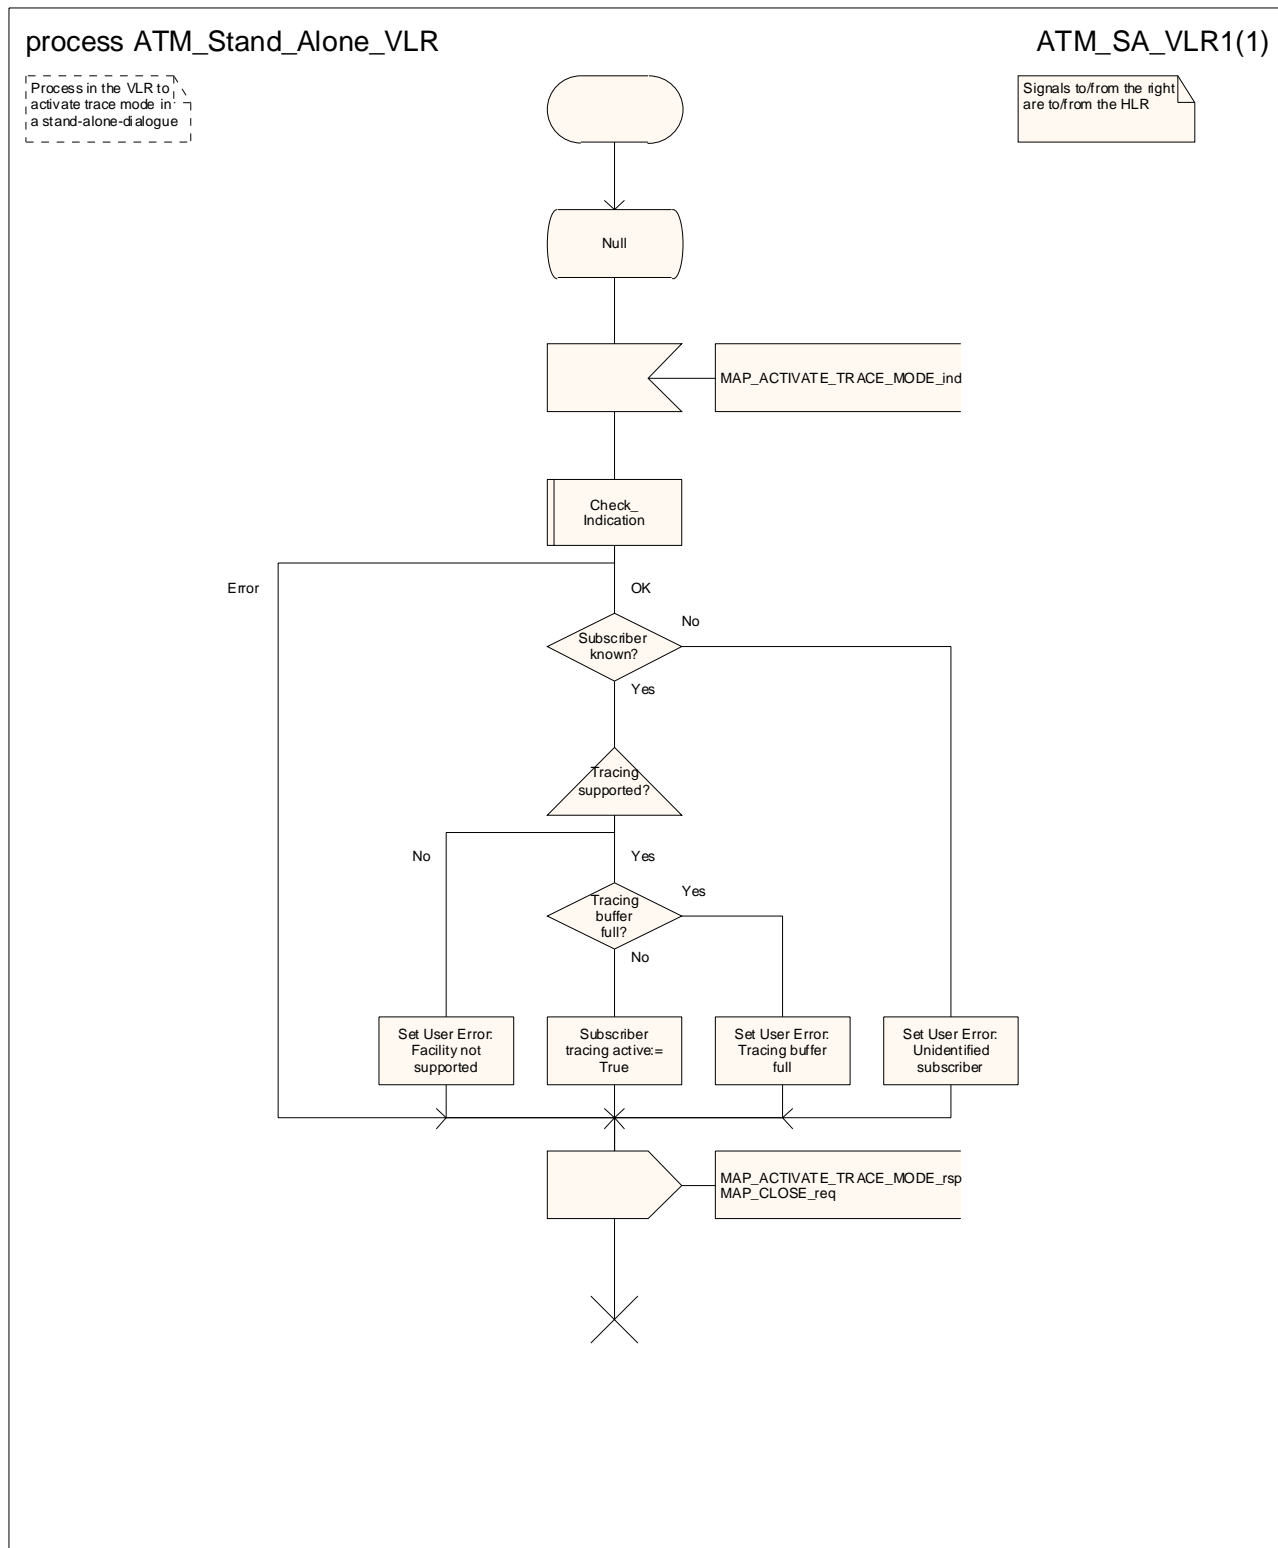 process ATM_Stand_Alone_VLR
ATM_SA_VLR1(1)
Process in the VLR to
activate trace mode in
a stand-alone-dialogue
Signals to/from the right
are to/from the HLR
Null
MAP_ACTIVATE_TRACE_MODE_ind
Check_
Indication
Error
OK
No
Subscriber
known?
Yes
Tracing
supported?
No
Yes
Yes
Tracing
buffer
full?
No
Set User Error:
Facility not
supported
Subscriber
tracing active:=
True
Set User Error:
Tracing buffer
full
Set User Error:
Unidentified
subscriber
MAP_ACTIVATE_TRACE_MODE_rsp
MAP_CLOSE_req